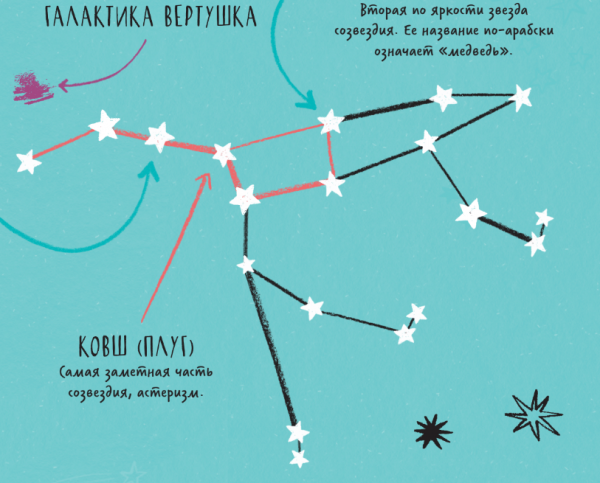 ГАЛАКТИКА ВЕРТУШКА
Вторая по яркости звезда
созвездия. Ее название по-арабски
означает «медведь».
КОВШ (ПЛУГ)
Самая заметная часть
созвездия, астеризм.